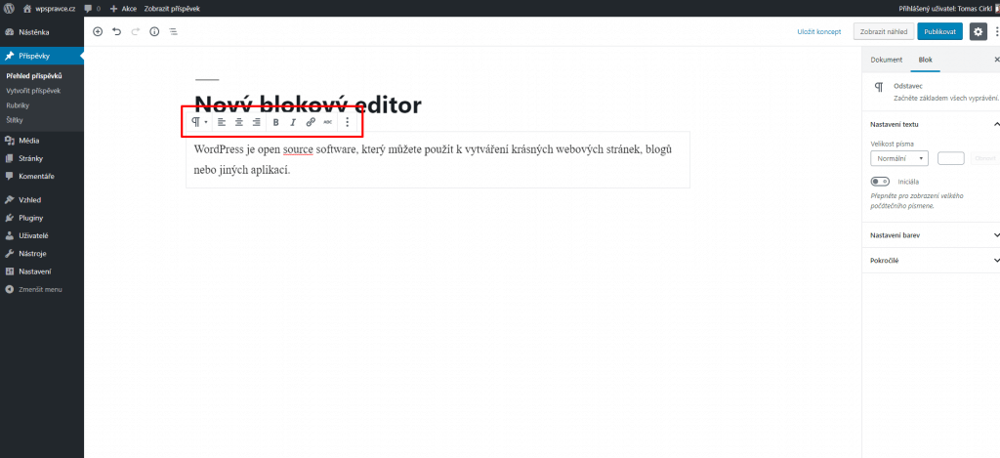 wpspravce.cz 0 Akce Zobrazit příspěvek Přihlášený uživatel: Tomas Cirkl
Nástěnka
Příspěvky
Přehled příspěvků
Vytvořit příspěvek
Rubriky
Štítky
Média
Stránky
Komentáře
Vzhled
Pluginy
Uživatelé
Nástroje
Nastavení
Zmenšit menu
Uložit koncept Zobrazit náhled Publikovat
Nový blokový editor
B I ABC
WordPress je open source software, který můžete použít k vytváření krásných webových stránek, blogů
nebo jiných aplikací.
Dokument Blok
Odstavec
Začněte základem všech vyprávění.
Nastavení textu
Velikost písma
Normální
Iniciála
Přepněte pro zobrazení velkého
počátečního písmene.
Nastavení barev
Pokročilé